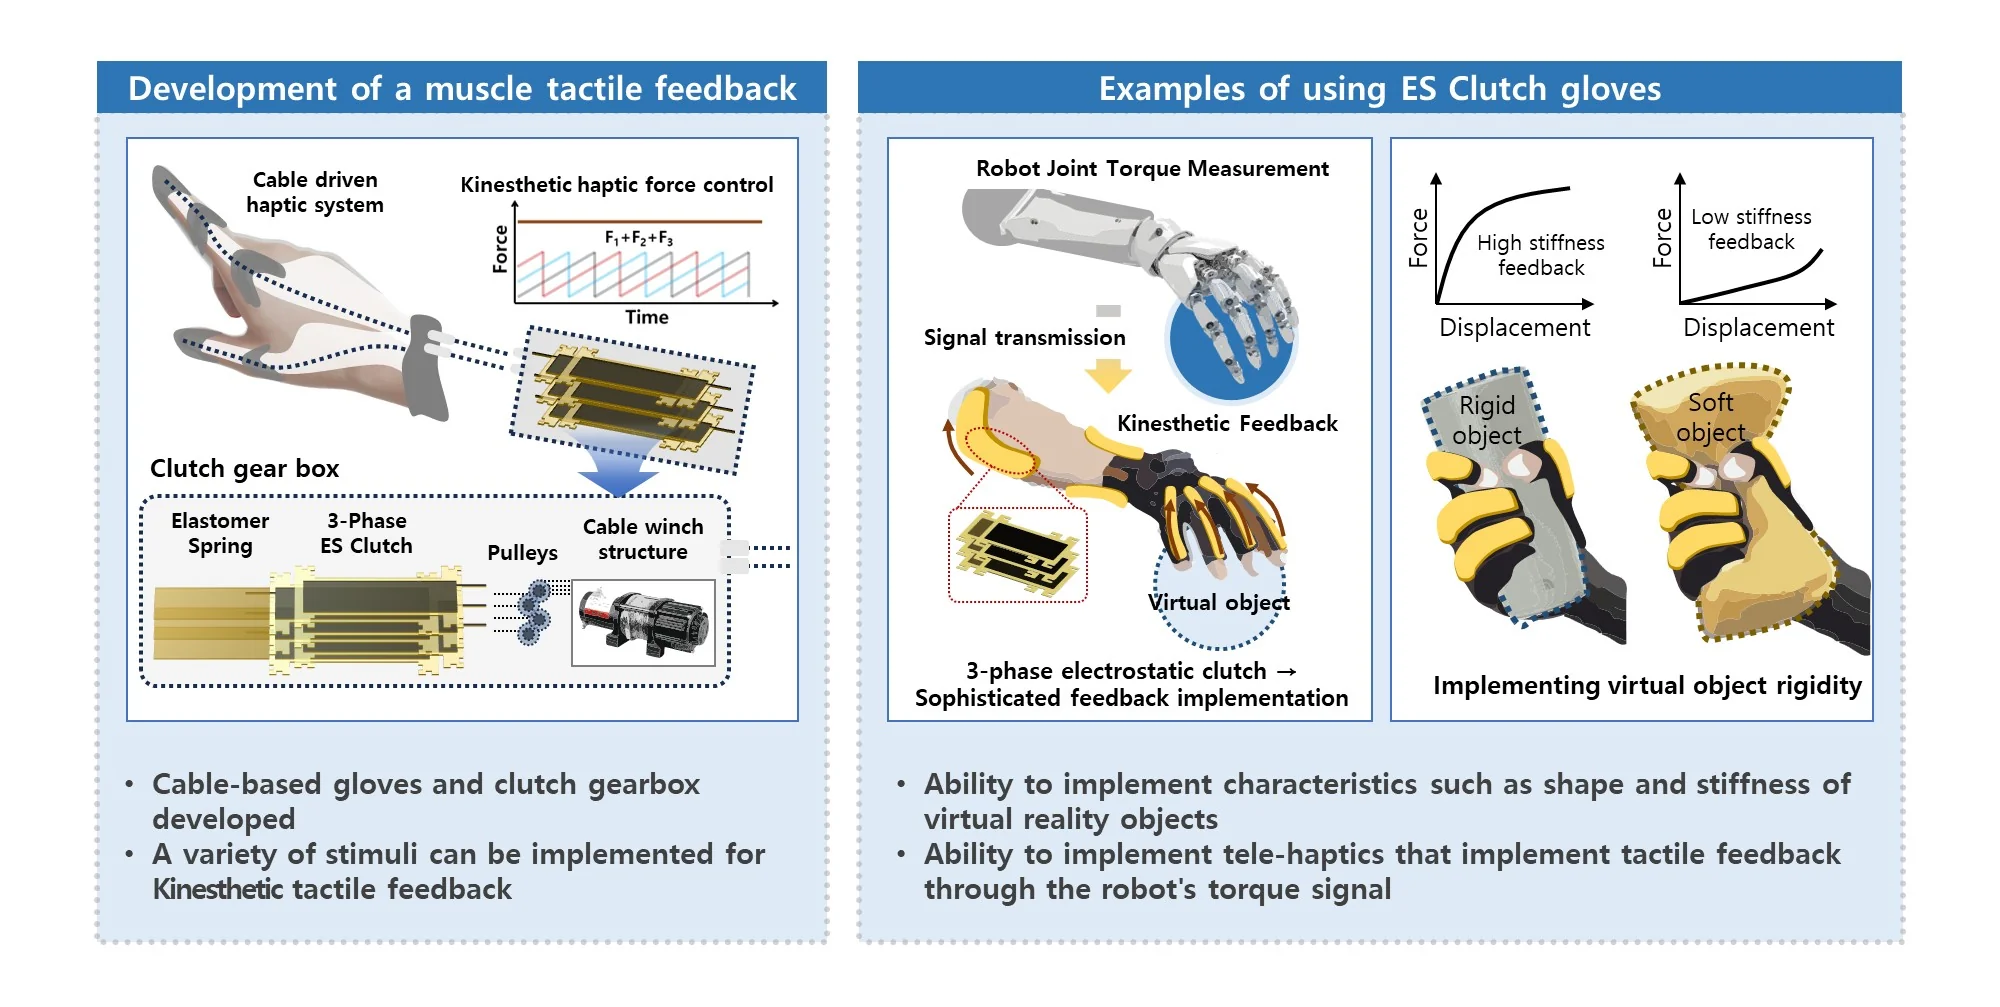 Development of a muscle tactile feedback
Cable driven
haptic system
Kinesthetic haptic force control
Force
F₁+F₂+F₃
Time
Clutch gear box
Elastomer
Spring
3-Phase
ES Clutch
Pulleys
Cable winch
structure
• Cable-based gloves and clutch gearbox
developed
• A variety of stimuli can be implemented for
Kinesthetic tactile feedback
Examples of using ES Clutch gloves
Robot Joint Torque Measurement
Signal transmission
Kinesthetic Feedback
Virtual object
3-phase electrostatic clutch →
Sophisticated feedback implementation
Force
High stiffness
feedback
Displacement
Force
Low stiffness
feedback
Displacement
Rigid
object
Soft
object
Implementing virtual object rigidity
• Ability to implement characteristics such as shape and stiffness of
virtual reality objects
• Ability to implement tele-haptics that implement tactile feedback
through the robot's torque signal